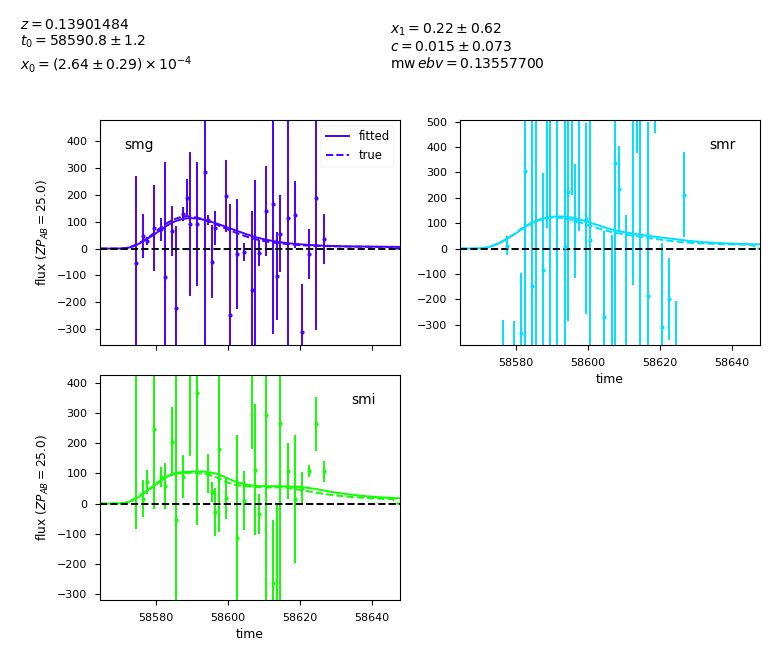 z = 0.13901484
t₀ = 58590.8 ± 1.2
x₀ = (2.64 ± 0.29) × 10⁻⁴
x₁ = 0.22 ± 0.62
c = 0.015 ± 0.073
mwebv = 0.13557700
smg
fitted
true
400
300
200
100
0
−100
−200
−300
flux (ZP_AB = 25.0)
smr
500
400
300
200
100
0
−100
−200
−300
58580
58600
58620
58640
time
smi
400
300
200
100
0
−100
−200
−300
flux (ZP_AB = 25.0)
58580
58600
58620
58640
time